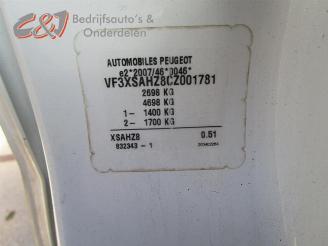 C&J Bedrijfsauto's &
Onderdelen
AUTOMOBILES PEUGEOT
e2*2007/46*0046*
VF3XSAHZ8CZ001781
2698 KG
4698 KG
1- 1400 KG
2- 1700 KG
XSAHZ8 0.51
832343 - 1